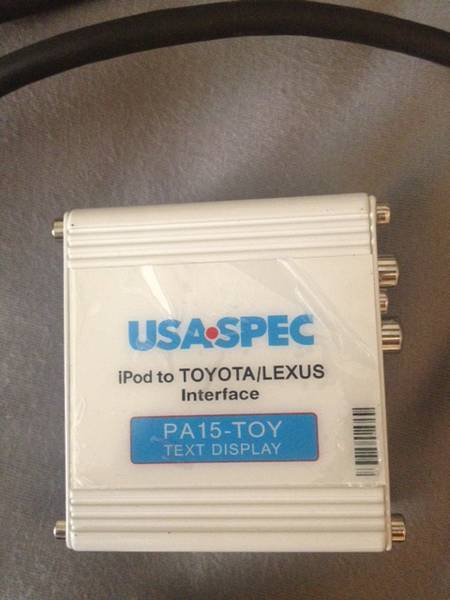 USA SPEC
iPod to TOYOTA/LEXUS
Interface
PA15-TOY
TEXT DISPLAY